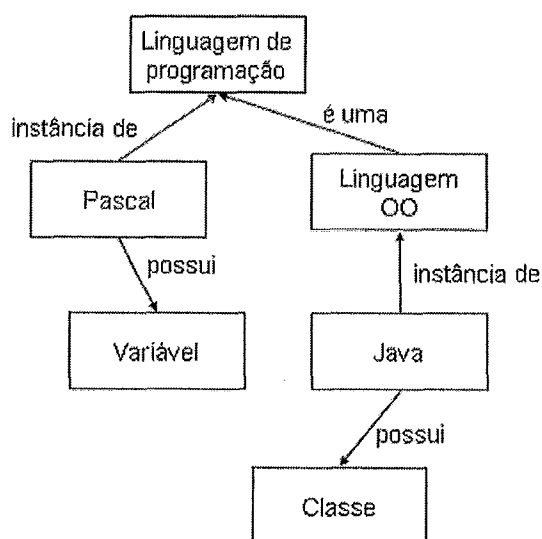 Linguagem de
programação
instância de
é uma
Pascal
Linguagem
OO
possui
instância de
Variável
Java
possui
Classe